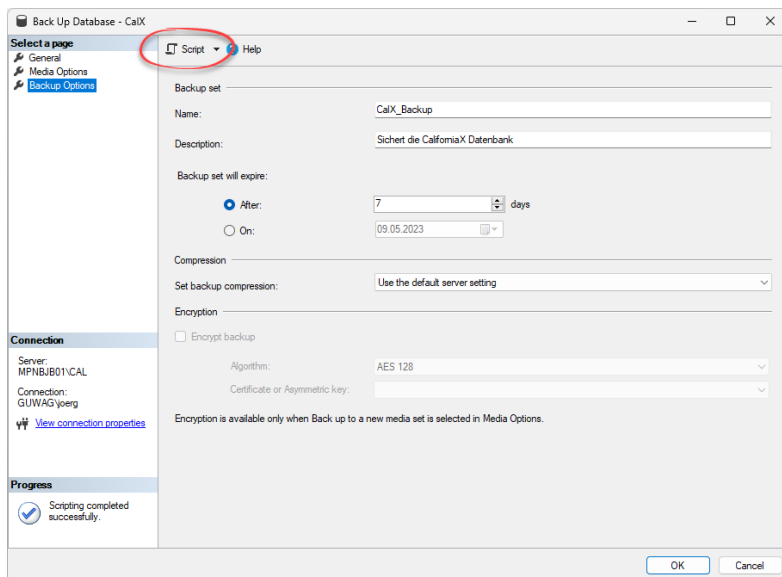 Back Up Database - CalX
Select a page
General
Media Options
Backup Options
Script
Help
Backup set
Name:
CalX_Backup
Description:
Sichert die CaliforniaX Datenbank
Backup set will expire:
After:
7
days
On:
09.05.2023
Compression
Set backup compression:
Use the default server setting
Encryption
Encrypt backup
Algorithm:
AES 128
Certificate or Asymmetric key:
Encryption is available only when Back up to a new media set is selected in Media Options.
Connection
Server:
MPNBJB01\CAL
Connection:
GUWAG\joerg
View connection properties
Progress
Scripting completed
successfully.
OK
Cancel